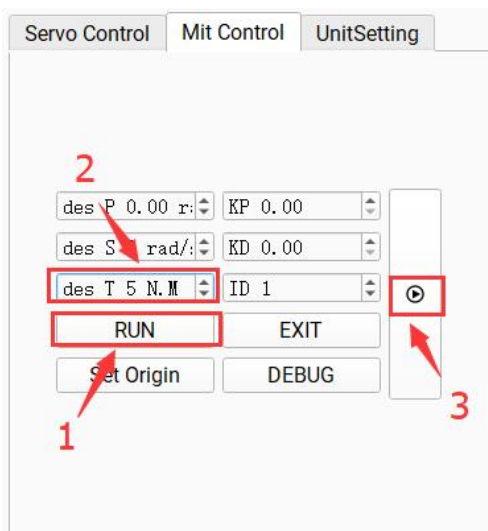 Servo Control Mit Control UnitSetting
2
des P 0.00 r: KP 0.00
des S rad/: KD 0.00
des T 5 N.M ID 1
RUN EXIT
Set Origin DEBUG
1
3